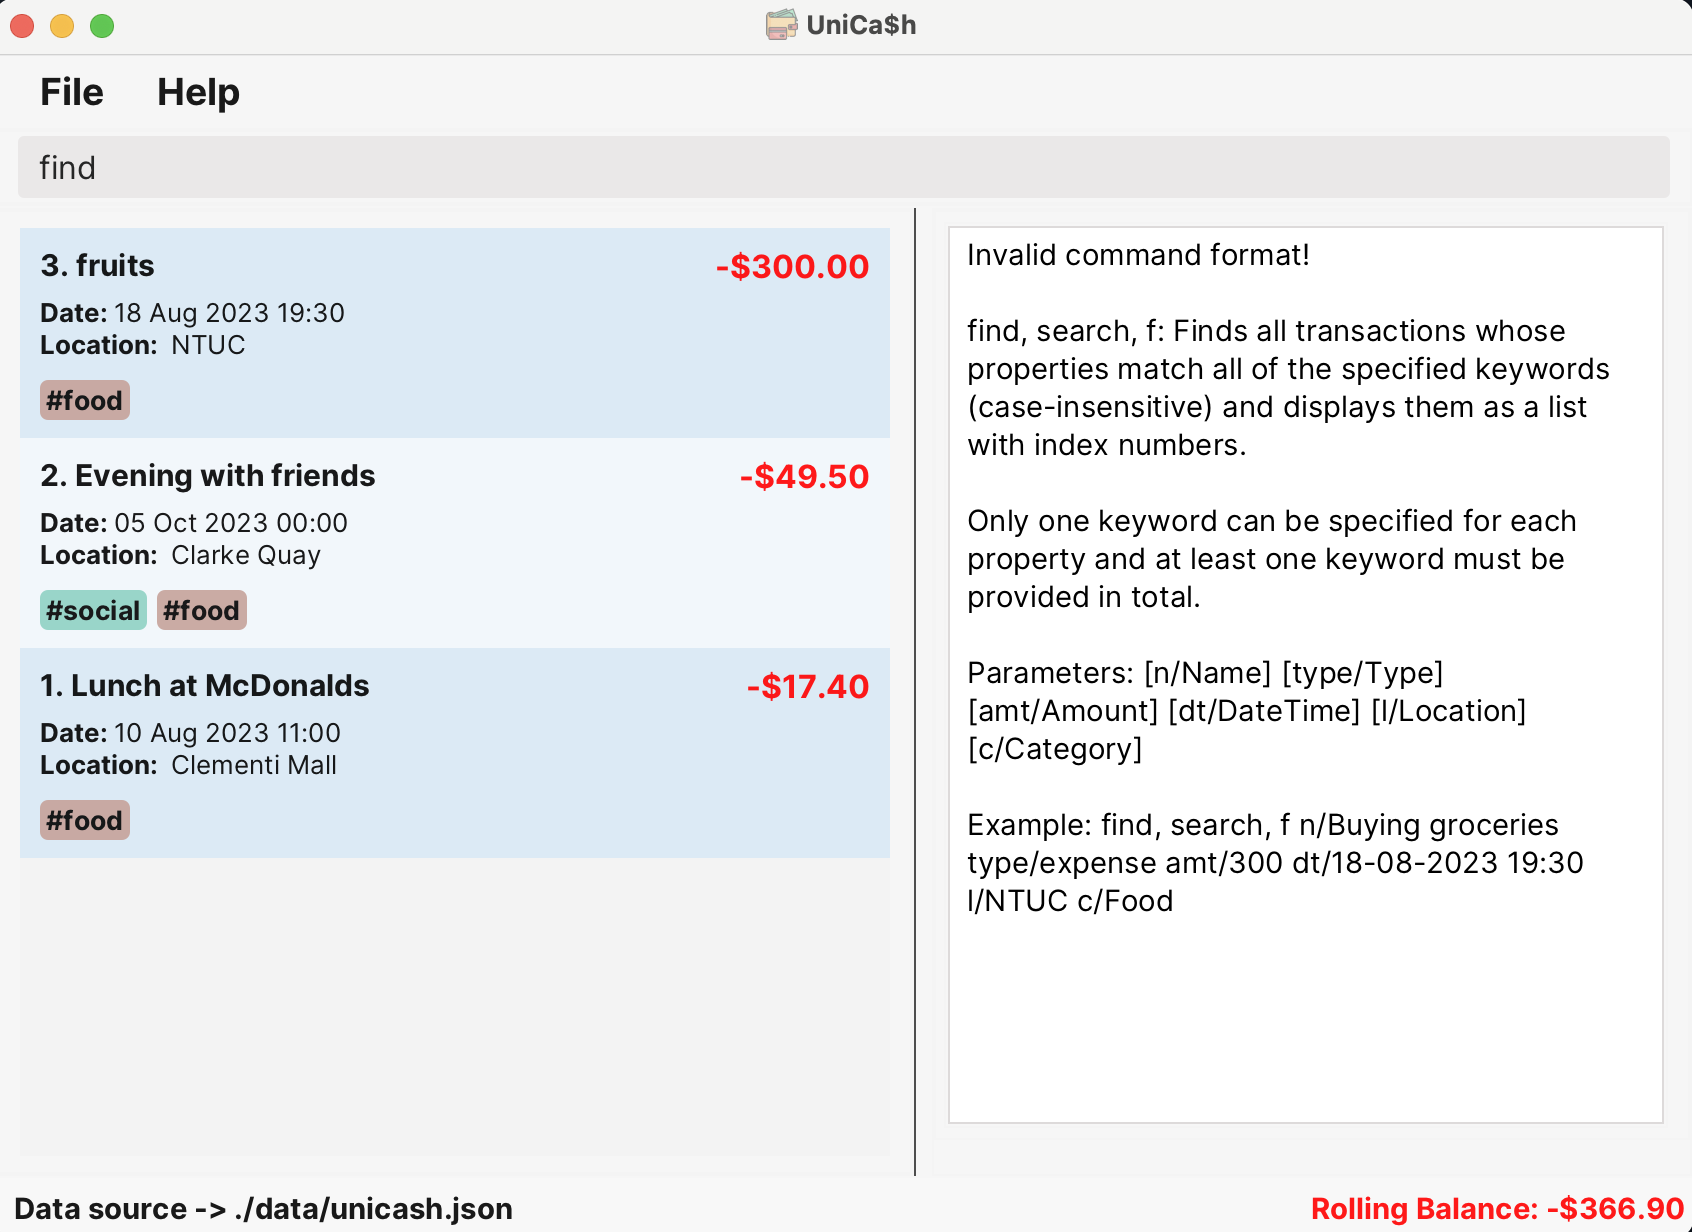 UniCa$h
File Help
find
3. fruits
-$300.00
Date: 18 Aug 2023 19:30
Location: NTUC
#food
2. Evening with friends
-$49.50
Date: 05 Oct 2023 00:00
Location: Clarke Quay
#social #food
1. Lunch at McDonalds
-$17.40
Date: 10 Aug 2023 11:00
Location: Clementi Mall
#food
Invalid command format!
find, search, f: Finds all transactions whose
properties match all of the specified keywords
(case-insensitive) and displays them as a list
with index numbers.
Only one keyword can be specified for each
property and at least one keyword must be
provided in total.
Parameters: [n/Name] [type/Type]
[amt/Amount] [dt/DateTime] [l/Location]
[c/Category]
Example: find, search, f n/Buying groceries
type/expense amt/300 dt/18-08-2023 19:30
l/NTUC c/Food
Data source -> ./data/unicash.json
Rolling Balance: -$366.90